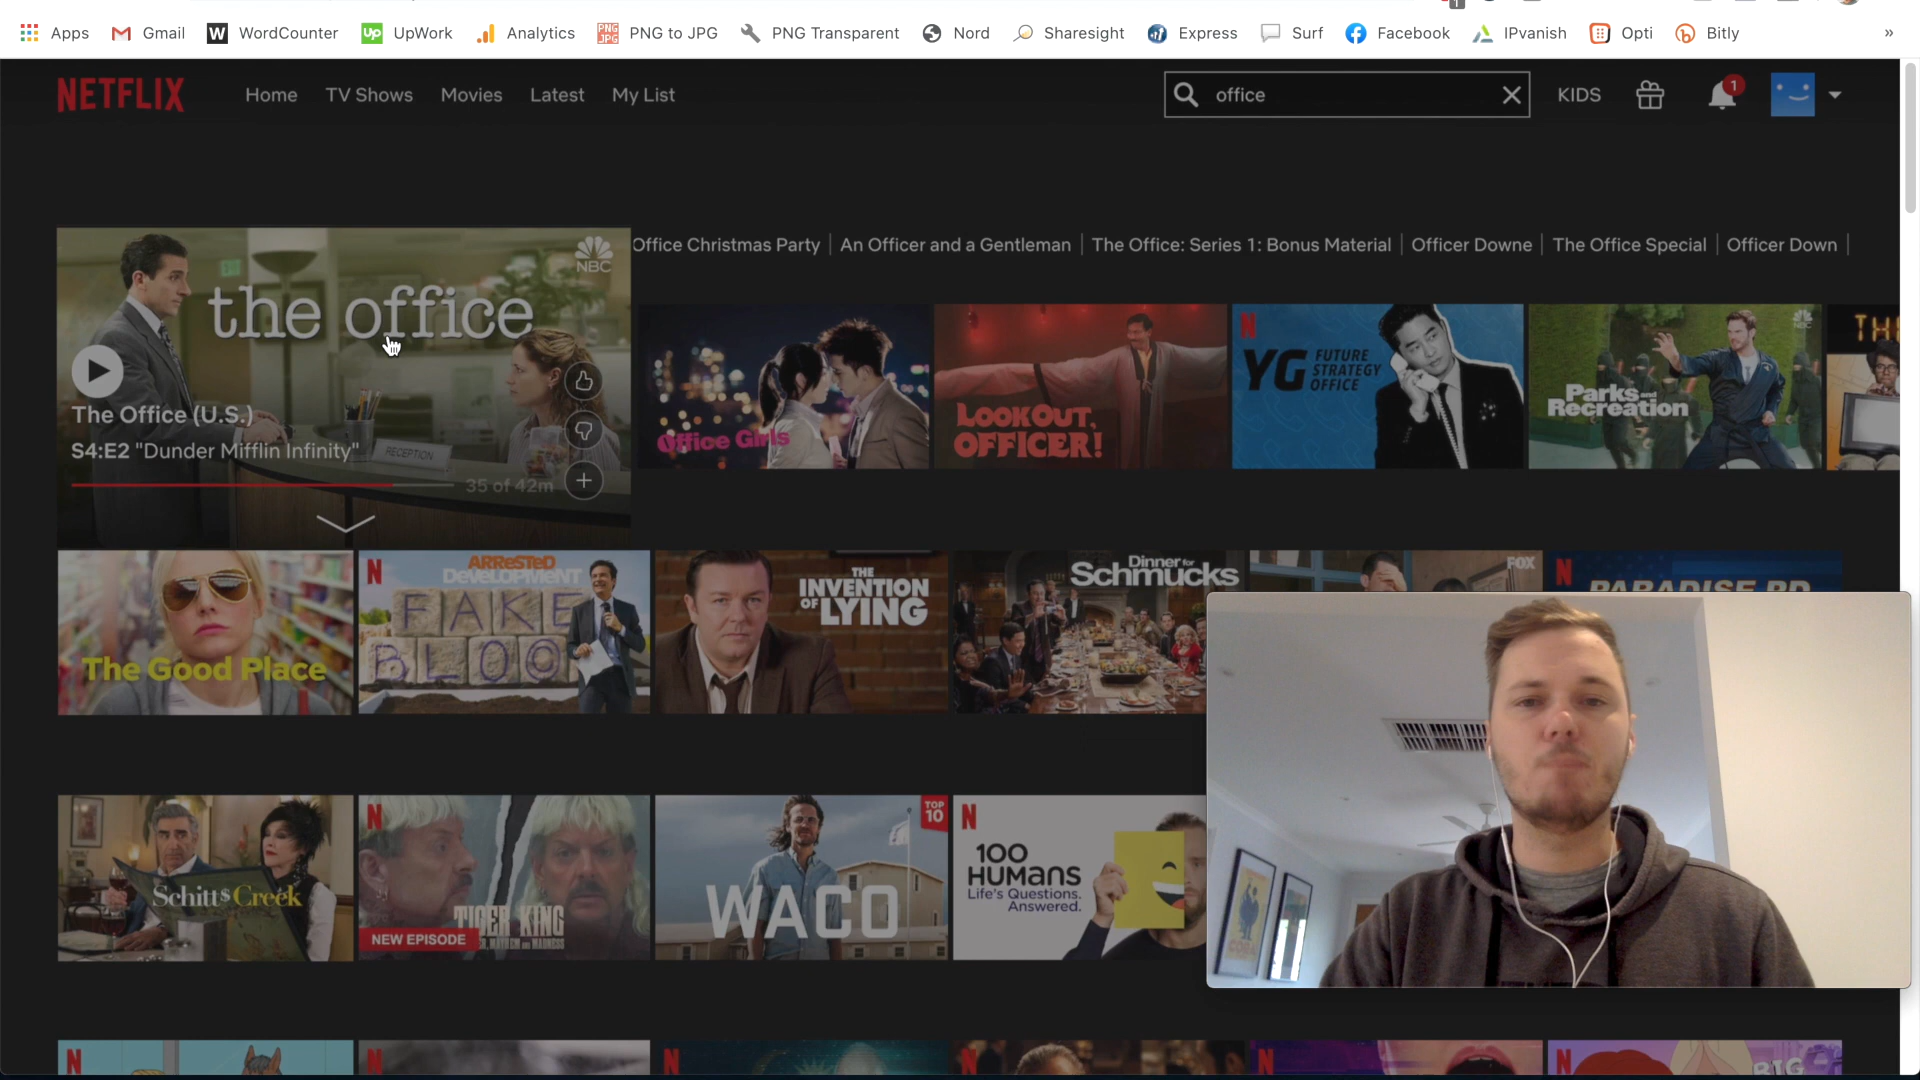 Apps Gmail WordCounter UpWork Analytics PNG to JPG PNG Transparent Nord Sharesight Express Surf Facebook IPvanish Opti Bitly »
NETFLIX Home TV Shows Movies Latest My List office KIDS 1
Office Christmas Party | An Officer and a Gentleman | The Office: Series 1: Bonus Material | Officer Downe | The Office Special | Officer Down |
NBC
the office
The Office (U.S.)
S4:E2 "Dunder Mifflin Infinity"
RECEPTION
35 of 42m
Office Girls
LOOKOUT,
OFFICER!
YG FUTURE
STRATEGY
OFFICE
Parks and
Recreation
The Good Place
ARRESTED
DEVELOPMENT
FAKE
BLOO
THE
INVENTION
OF LYING
Dinner for
Schmucks
FOX
PARADISE PD
Schitt$ Creek
TIGER KING
NEW EPISODE
WACO
TOP
10
100
HUMANS
Life's Questions.
Answered.
BIG